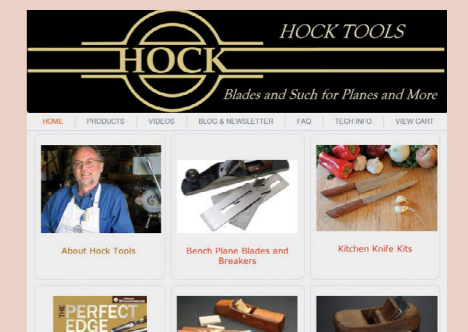 HOCK TOOLS
HOCK
Blades and Such for Planes and More
HOME PRODUCTS VIDEOS BLOG & NEWSLETTER FAQ TECH INFO VIEW CART
About Hock Tools
Bench Plane Blades and
Breakers
Kitchen Knife Kits
THE PERFECT
EDGE